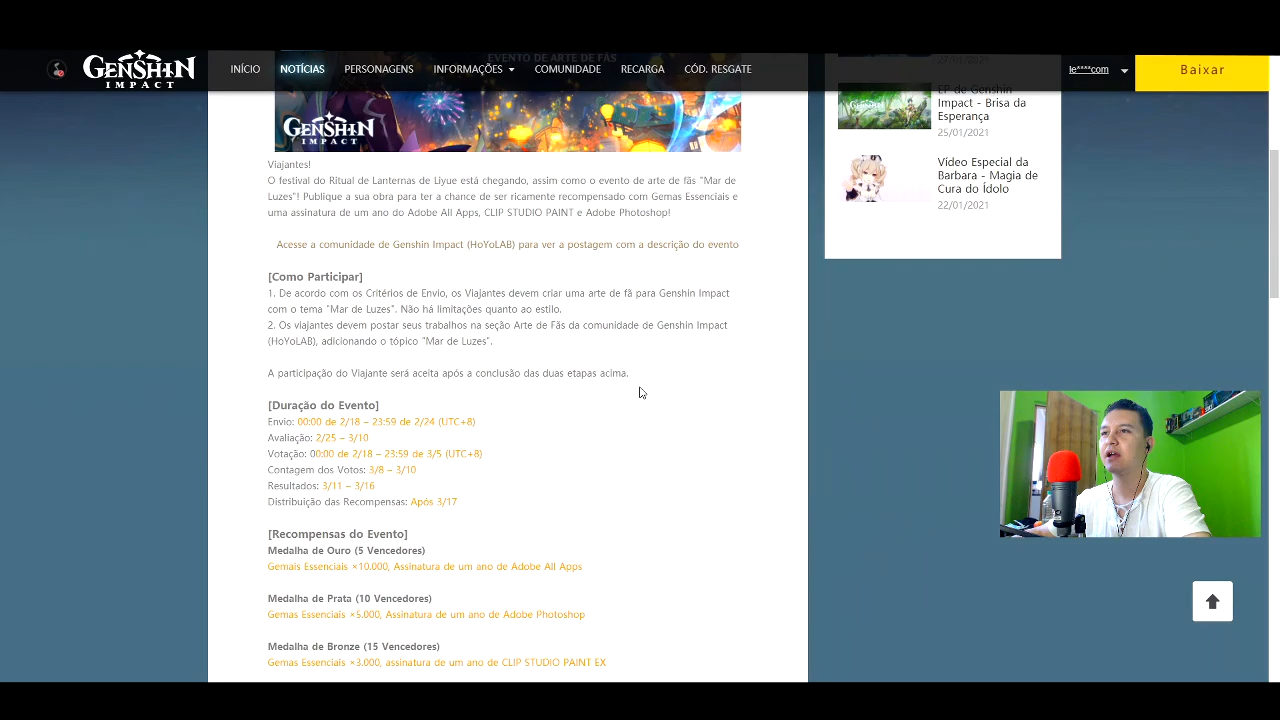 GENSHIN IMPACT
INÍCIO
NOTÍCIAS
PERSONAGENS
INFORMAÇÕES
COMUNIDADE
RECARGA
CÓD. RESGATE
le****com
Baixar
EVENTO DE ARTE DE FÃS
GENSHIN IMPACT
Viajantes!
O festival do Ritual de Lanternas de Liyue está chegando, assim como o evento de arte de fãs "Mar de
Luzes"! Publique a sua obra para ter a chance de ser ricamente recompensado com Gemas Essenciais e
uma assinatura de um ano do Adobe All Apps, CLIP STUDIO PAINT e Adobe Photoshop!
Acesse a comunidade de Genshin Impact (HoYoLAB) para ver a postagem com a descrição do evento
[Como Participar]
1. De acordo com os Critérios de Envio, os Viajantes devem criar uma arte de fã para Genshin Impact
com o tema "Mar de Luzes". Não há limitações quanto ao estilo.
2. Os viajantes devem postar seus trabalhos na seção Arte de Fãs da comunidade de Genshin Impact
(HoYoLAB), adicionando o tópico "Mar de Luzes".
A participação do Viajante será aceita após a conclusão das duas etapas acima.
[Duração do Evento]
Envio: 00:00 de 2/18 – 23:59 de 2/24 (UTC+8)
Avaliação: 2/25 – 3/10
Votação: 00:00 de 2/18 – 23:59 de 3/5 (UTC+8)
Contagem dos Votos: 3/8 – 3/10
Resultados: 3/11 – 3/16
Distribuição das Recompensas: Após 3/17
[Recompensas do Evento]
Medalha de Ouro (5 Vencedores)
Gemais Essenciais ×10.000, Assinatura de um ano de Adobe All Apps
Medalha de Prata (10 Vencedores)
Gemas Essenciais ×5.000, Assinatura de um ano de Adobe Photoshop
Medalha de Bronze (15 Vencedores)
Gemas Essenciais ×3.000, assinatura de um ano de CLIP STUDIO PAINT EX
27/01/2021
EP de Genshin
Impact - Brisa da
Esperança
25/01/2021
Vídeo Especial da
Barbara - Magia de
Cura do Ídolo
22/01/2021